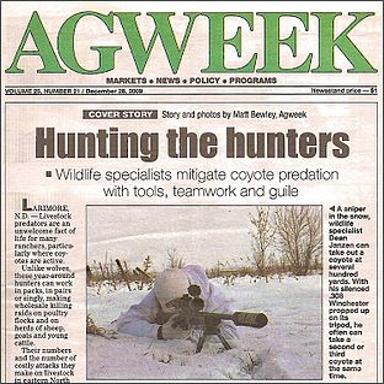 AGWEEK
MARKETS • NEWS • POLICY • PROGRAMS
VOLUME 25, NUMBER 21 / December 28, 2009
Newsstand price — $1
COVER STORY Story and photos by Matt Bewley, Agweek
Hunting the hunters
▪ Wildlife specialists mitigate coyote predation
with tools, teamwork and guile
LARIMORE,
N.D. — Livestock
predators are an
unwelcome fact of
life for many
ranchers, particu-
larly where coy-
otes are active.
Unlike wolves,
these year-around
hunters can work
in packs, in pairs
or singly, making
wholesale killing
raids on poultry
flocks and on
herds of sheep,
goats and young
cattle.
Their numbers
and the number of
costly attacks they
make on livestock
in eastern North
◀ A sniper
in the snow,
wildlife
specialist
Dean
Janzen can
take out a
coyote at
several
hundred
yards. With
his silenced
.308
Winchester
propped up
on its
tripod, he
often can
take a
second or
third
coyote at
the same
time.